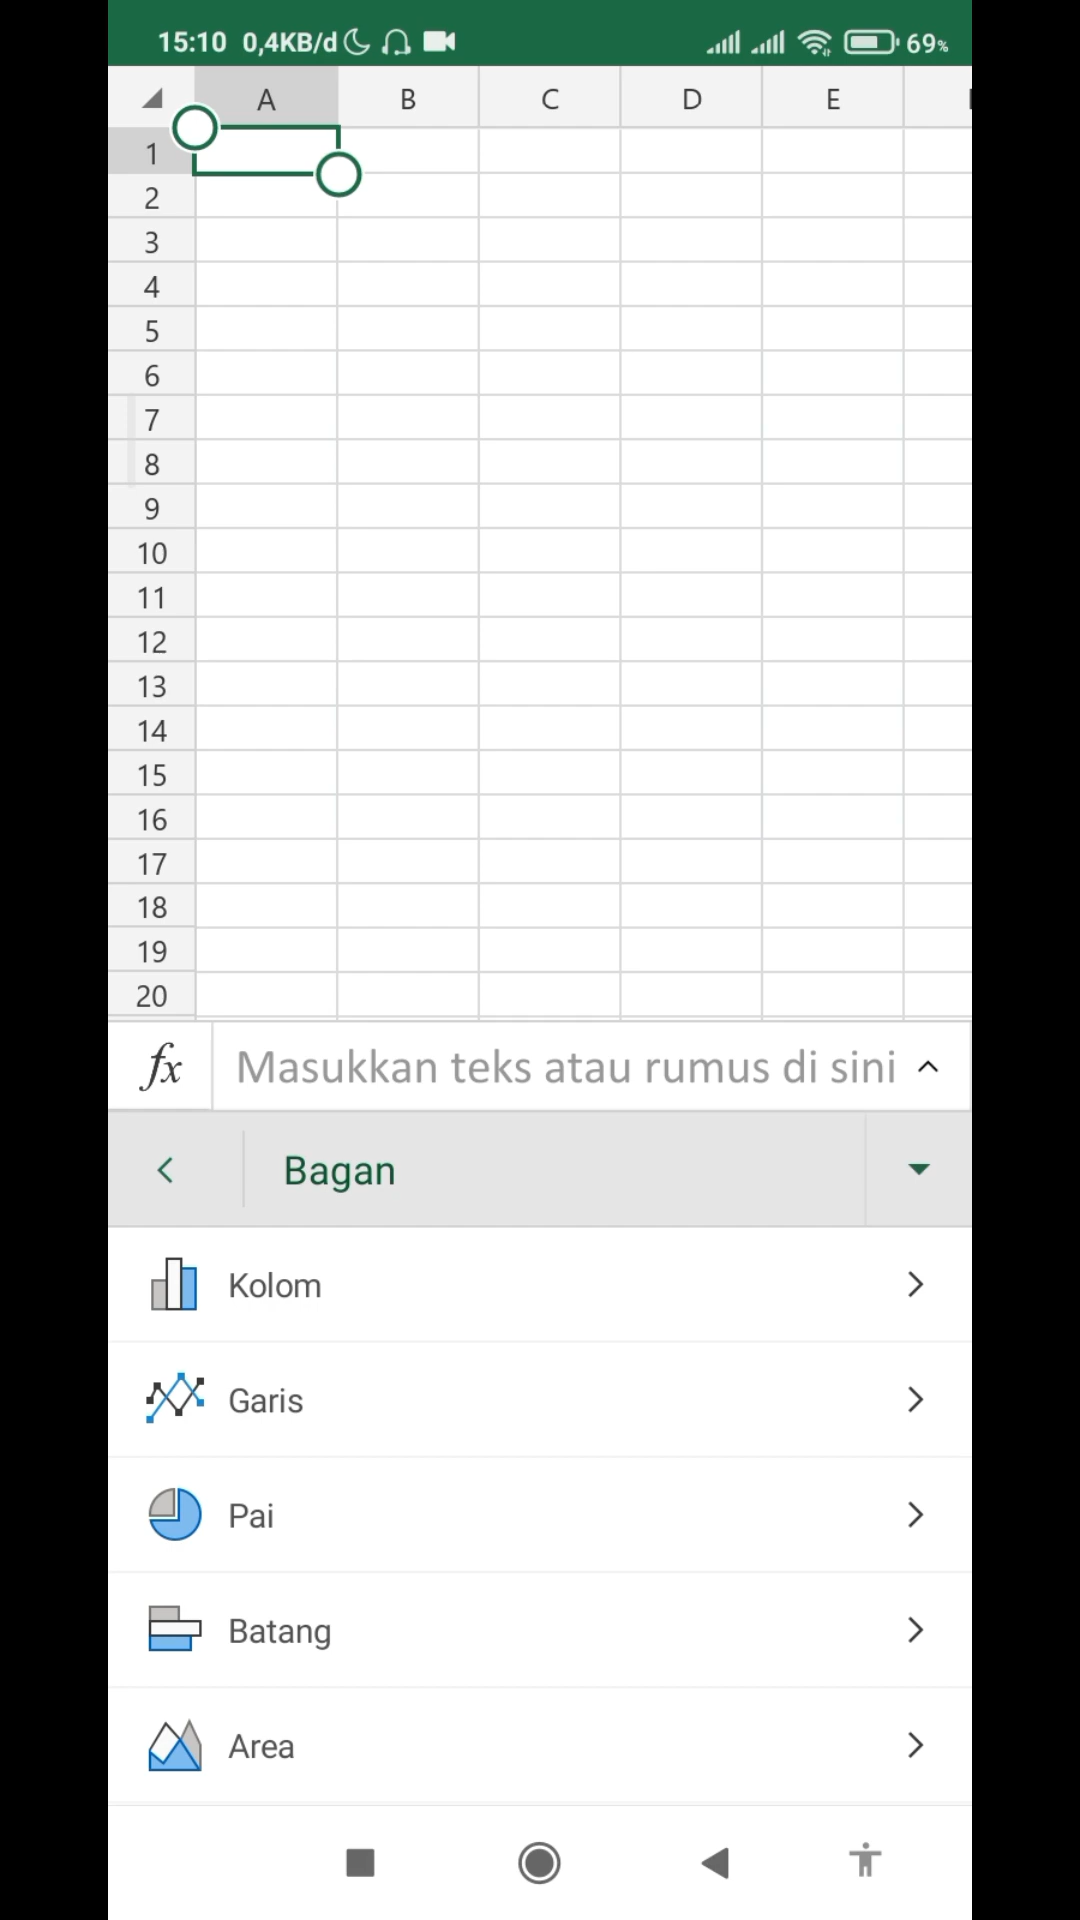 15:10 0,4KB/d 69%
A B C D E
1
2
3
4
5
6
7
8
9
10
11
12
13
14
15
16
17
18
19
20
fx Masukkan teks atau rumus di sini
Bagan
Kolom
Garis
Pai
Batang
Area